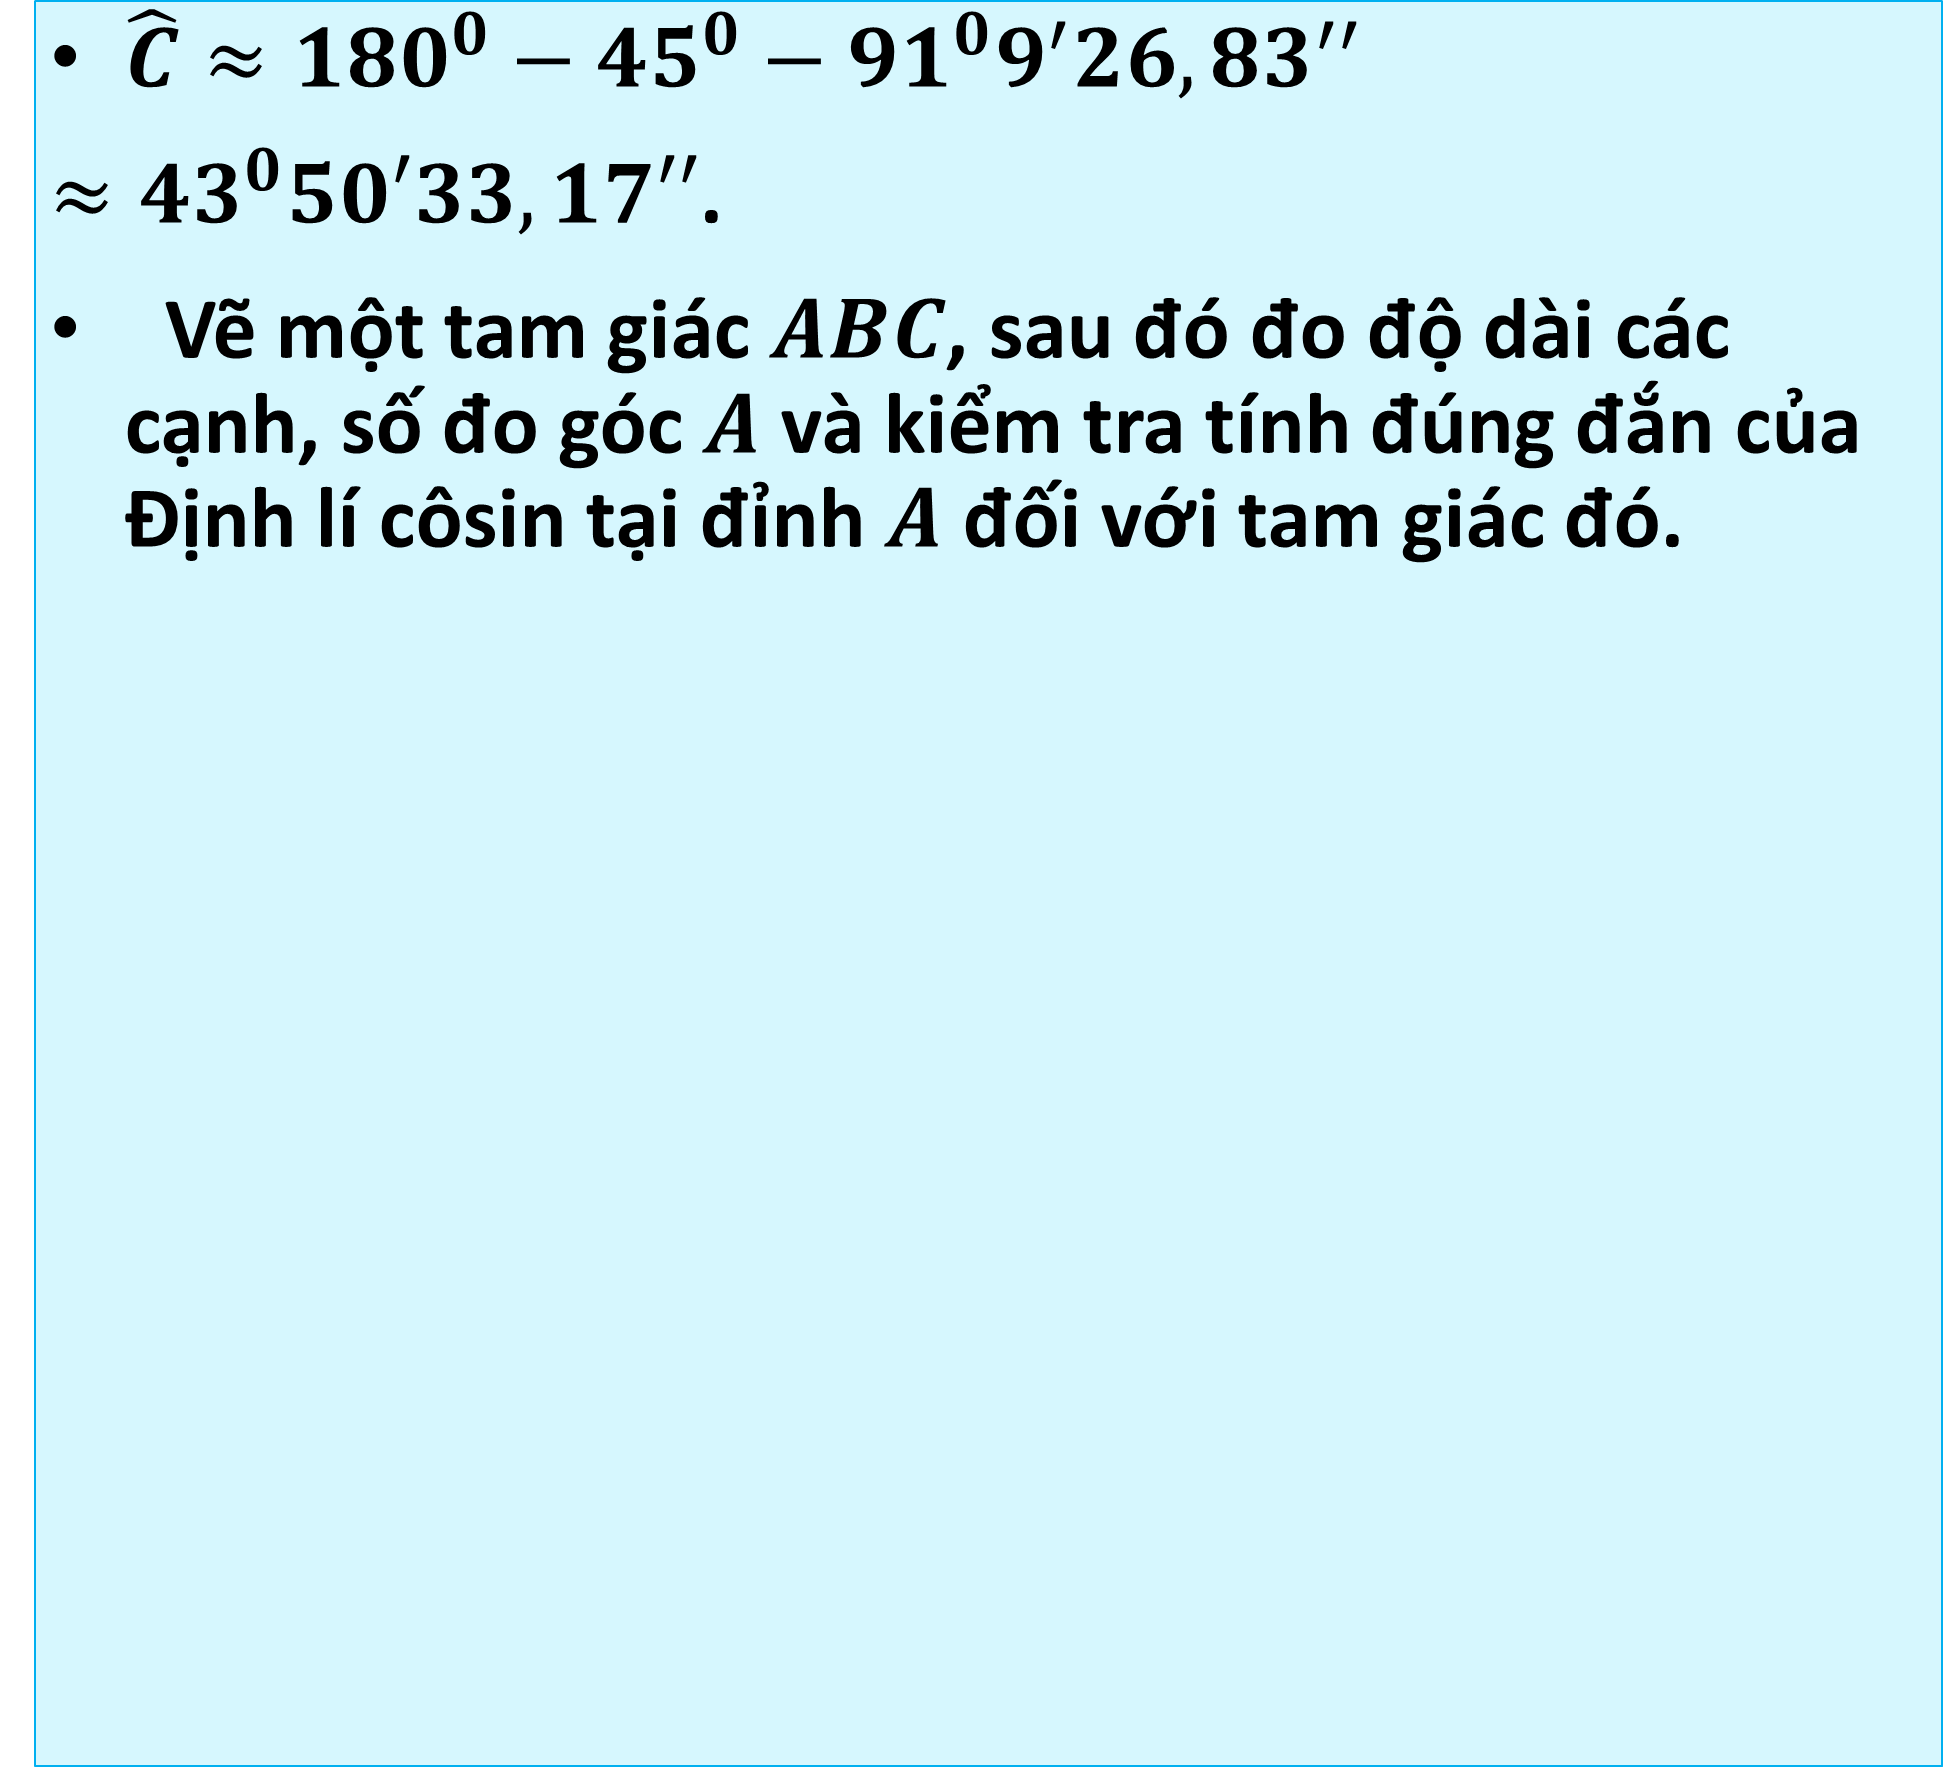 • Ĉ ≈ 180⁰ − 45⁰ − 91⁰9′26,83′′
≈ 43⁰50′33,17′′.
• Vẽ một tam giác ABC, sau đó đo độ dài các
cạnh, số đo góc A và kiểm tra tính đúng đắn của
Định lí côsin tại đỉnh A đối với tam giác đó.